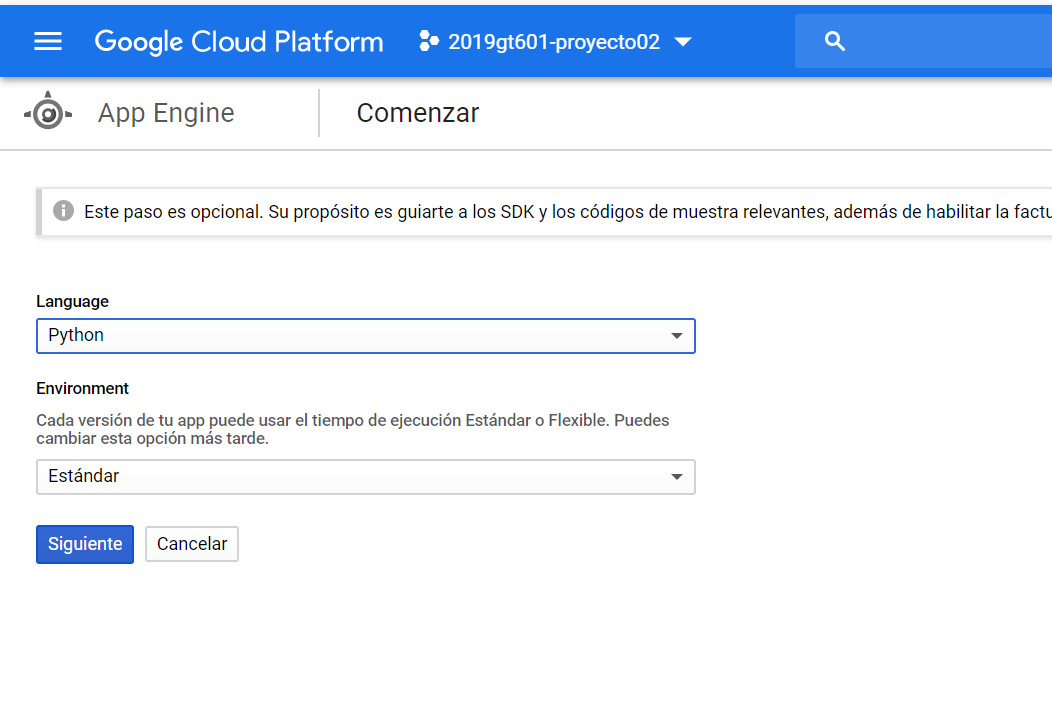 Google Cloud Platform 2019gt601-proyecto02
App Engine Comenzar
Este paso es opcional. Su propósito es guiarte a los SDK y los códigos de muestra relevantes, además de habilitar la
Language
Python
Environment
Cada versión de tu app puede usar el tiempo de ejecución Estándar o Flexible. Puedes
cambiar esta opción más tarde.
Estándar
Siguiente Cancelar